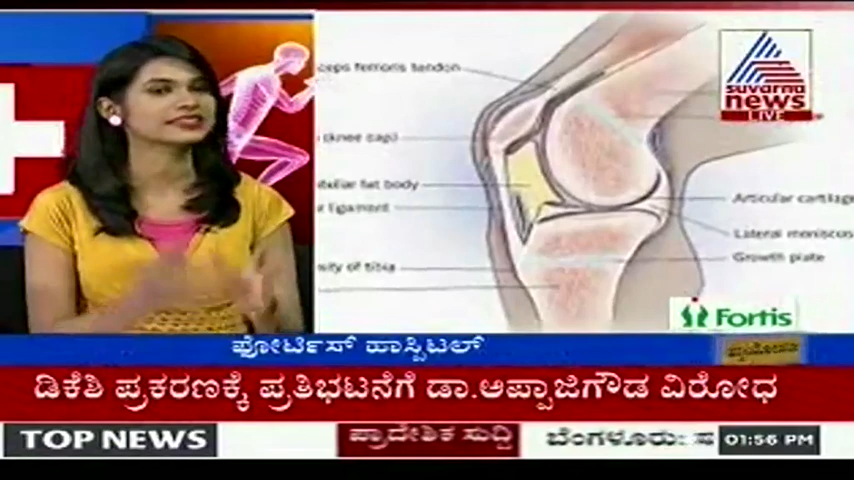 suvarna
news
LIVE
ceps femoris tendon
(knee cap)
tellar fat body
r ligament
sity of tibia
Articular cartilage
Lateral meniscus
Growth plate
Fortis
ಫೋರ್ಟಿಸ್ ಹಾಸ್ಪಿಟಲ್
ಡಿಕೆಶಿ ಪ್ರಕರಣಕ್ಕೆ ಪ್ರತಿಭಟನೆಗೆ ಡಾ.ಅಪ್ಪಾಜಿಗೌಡ ವಿರೋಧ
TOP NEWS
ಪ್ರಾದೇಶಿಕ ಸುದ್ದಿ
ಬೆಂಗಳೂರು: ಸ
01:56 PM